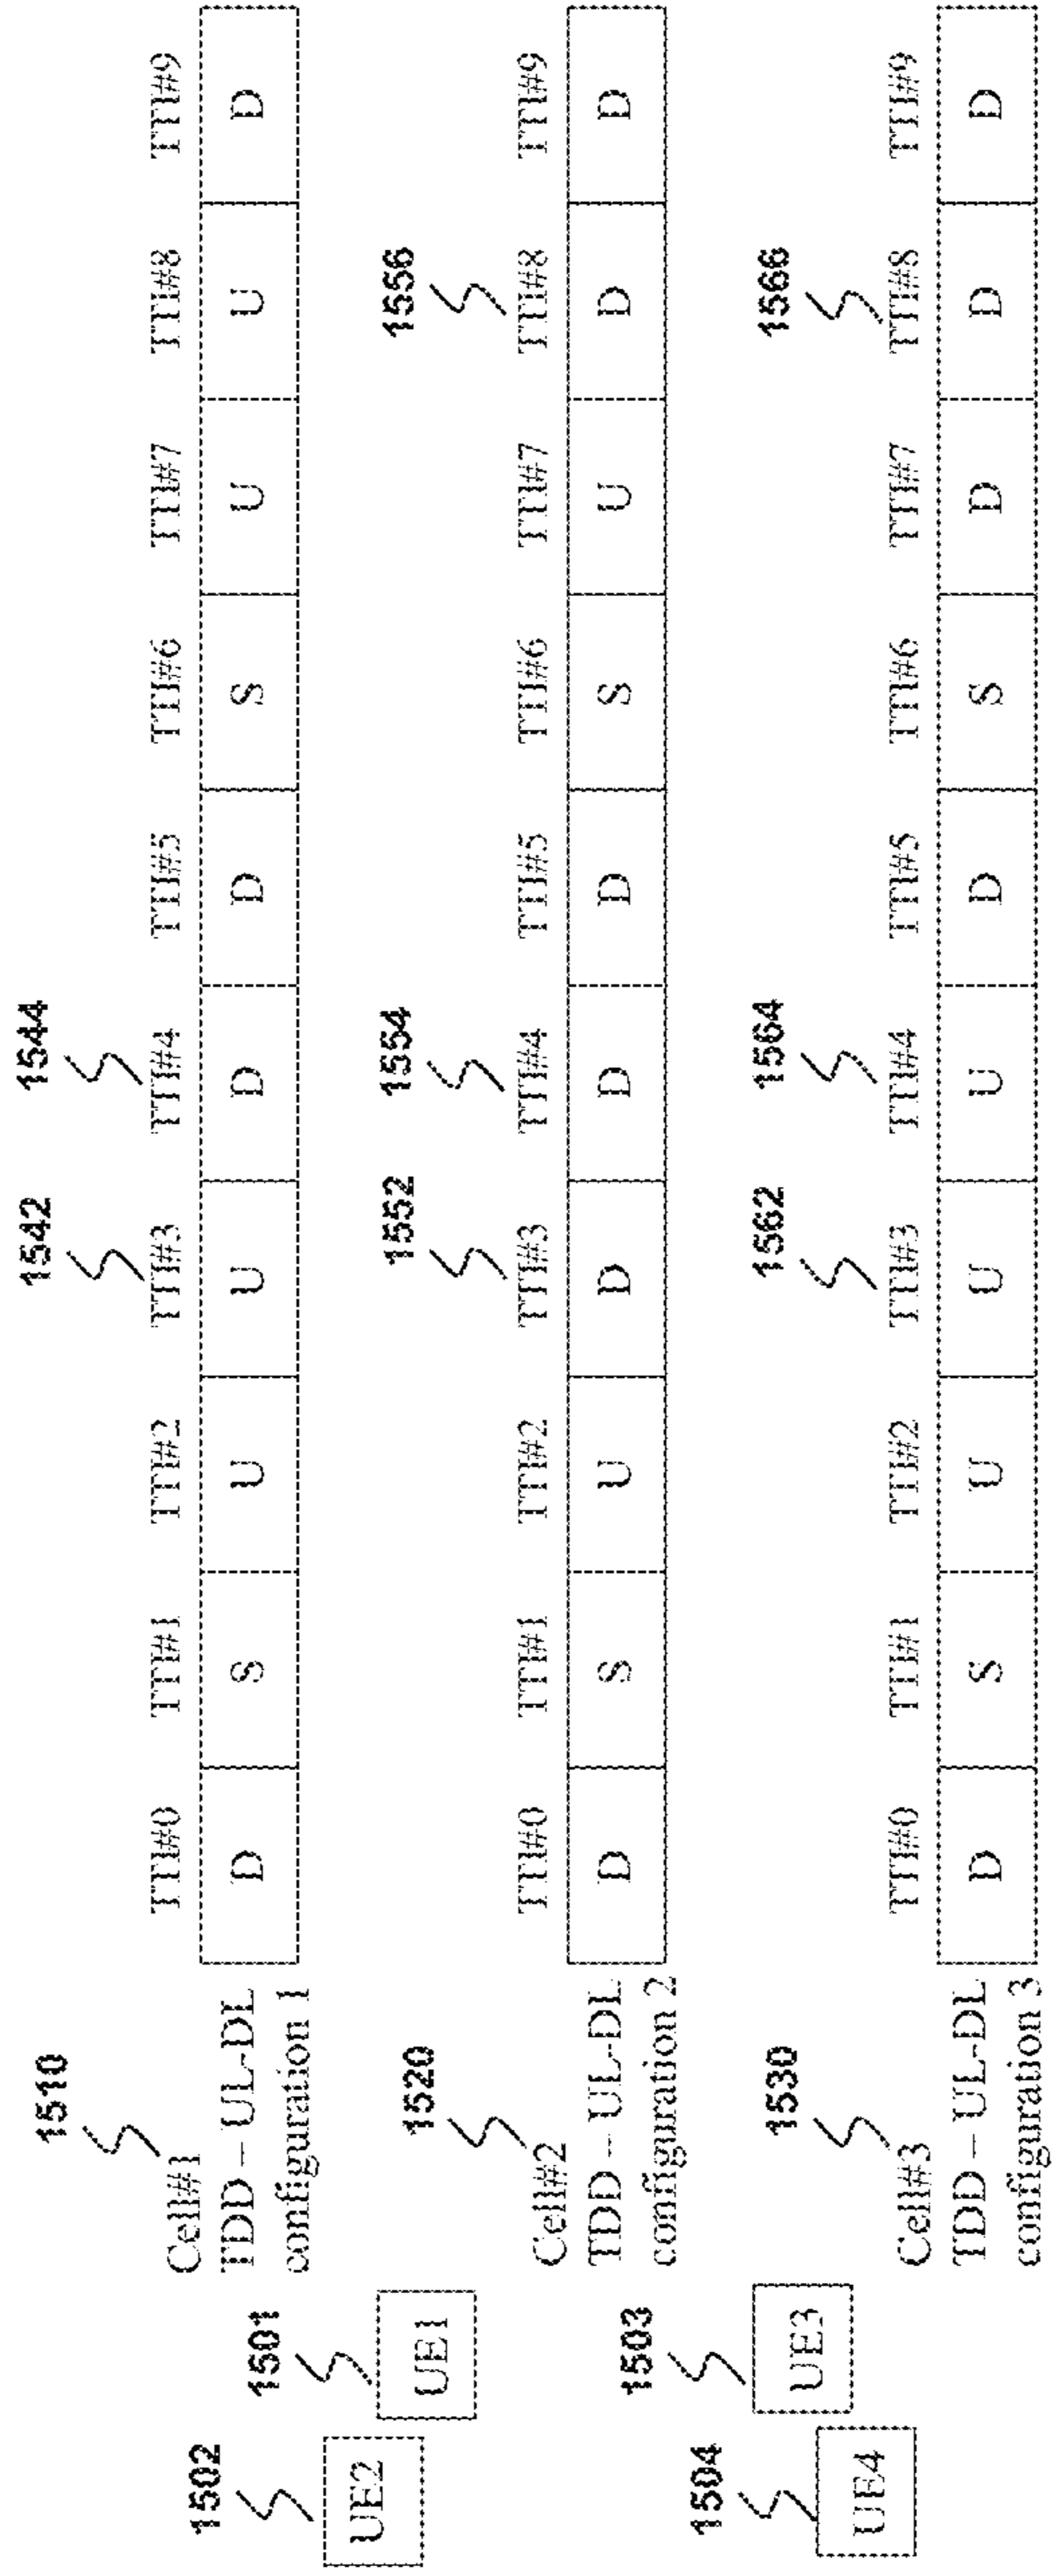 1510
Cell#1
TDD – UL-DL
configuration 1
1542
1544
TTI#0 TTI#1 TTI#2 TTI#3 TTI#4 TTI#5 TTI#6 TTI#7 TTI#8 TTI#9
D S U U D D S U U D
1502
UE2
1501
UE1
1520
Cell#2
TDD – UL-DL
configuration 2
1552
1554
1556
TTI#0 TTI#1 TTI#2 TTI#3 TTI#4 TTI#5 TTI#6 TTI#7 TTI#8 TTI#9
D S U D D D S U D D
1504
UE4
1503
UE3
1530
Cell#3
TDD – UL-DL
configuration 3
1562
1564
1566
TTI#0 TTI#1 TTI#2 TTI#3 TTI#4 TTI#5 TTI#6 TTI#7 TTI#8 TTI#9
D S U U U D S D D D